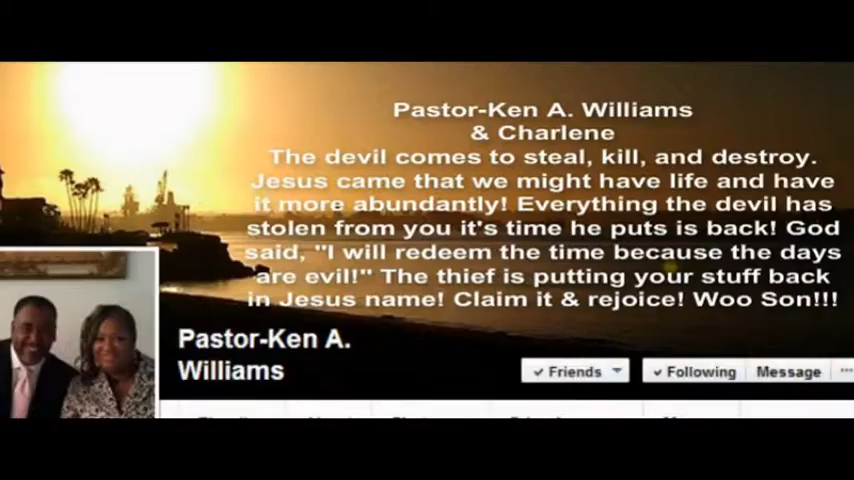 Pastor-Ken A. Williams
& Charlene
The devil comes to steal, kill, and destroy.
Jesus came that we might have life and have
it more abundantly! Everything the devil has
stolen from you it's time he puts is back! God
said, "I will redeem the time because the days
are evil!" The thief is putting your stuff back
in Jesus name! Claim it & rejoice! Woo Son!!!
Pastor-Ken A.
Williams
Friends
Following
Message